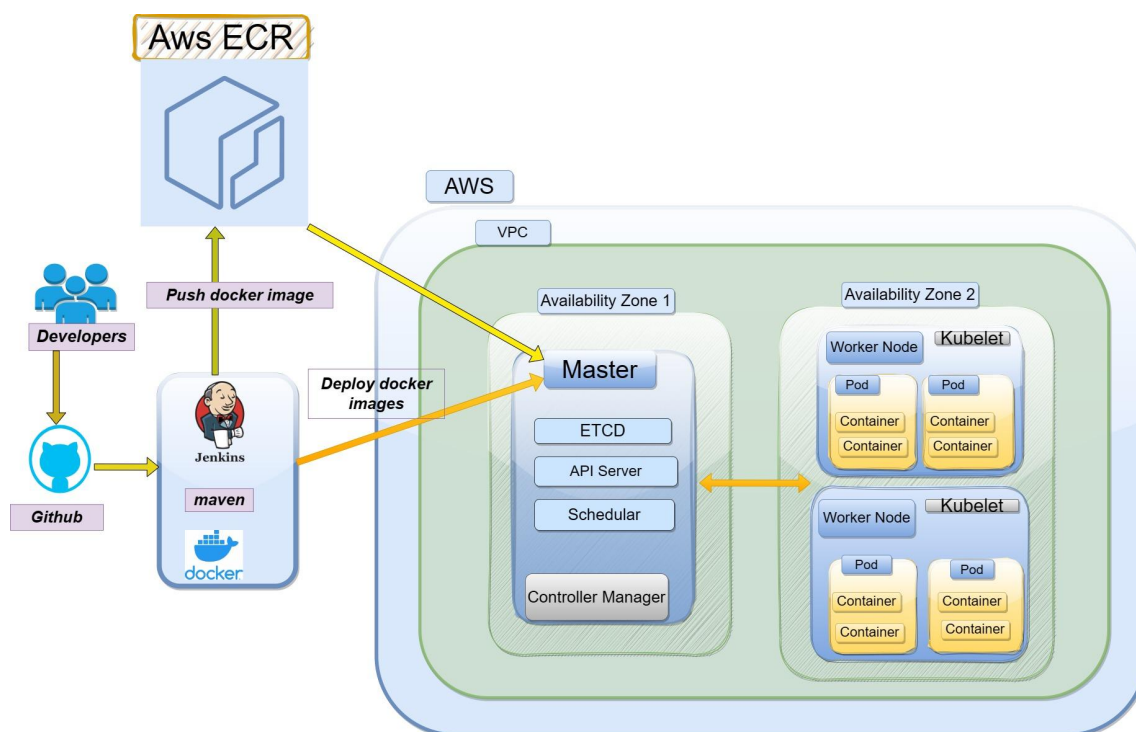 Aws ECR
AWS
VPC
Developers
Push docker image
Availability Zone 1
Availability Zone 2
Worker Node
Kubelet
Master
Deploy docker
images
Pod
Pod
Container
Container
Container
Container
ETCD
API Server
Schedular
Jenkins
maven
Github
docker
Worker Node
Kubelet
Pod
Pod
Controller Manager
Container
Container
Container
Container